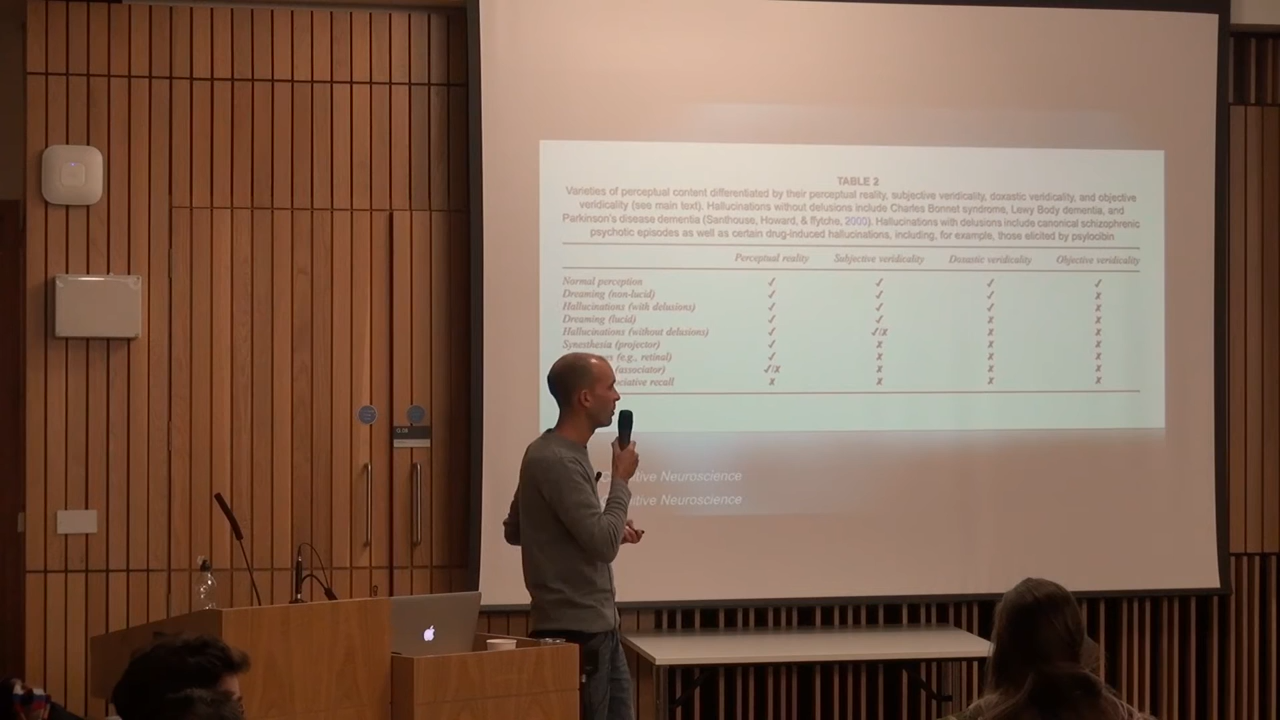 TABLE 2
Varieties of perceptual content differentiated by their perceptual reality, subjective veridicality, doxastic veridicality, and objective
veridicality (see main text). Hallucinations without delusions include Charles Bonnet syndrome, Lewy Body dementia, and
Parkinson's disease dementia (Santhouse, Howard, & ffytche, 2000). Hallucinations with delusions include canonical schizophrenic
psychotic episodes as well as certain drug-induced hallucinations, including, for example, those elicited by psylocibin
Perceptual reality Subjective veridicality Doxastic veridicality Objective veridicality
Normal perception ✓ ✓ ✓ ✓
Dreaming (non-lucid) ✓ ✓ ✓ x
Hallucinations (with delusions) ✓ ✓ ✓ x
Dreaming (lucid) ✓ ✓ x x
Hallucinations (without delusions) ✓ ✓/x x x
Synesthesia (projector) ✓ x x x
(e.g., retinal) ✓ x x x
(associator) ✓/x x x x
recall x x x x
Neuroscience
Neuroscience